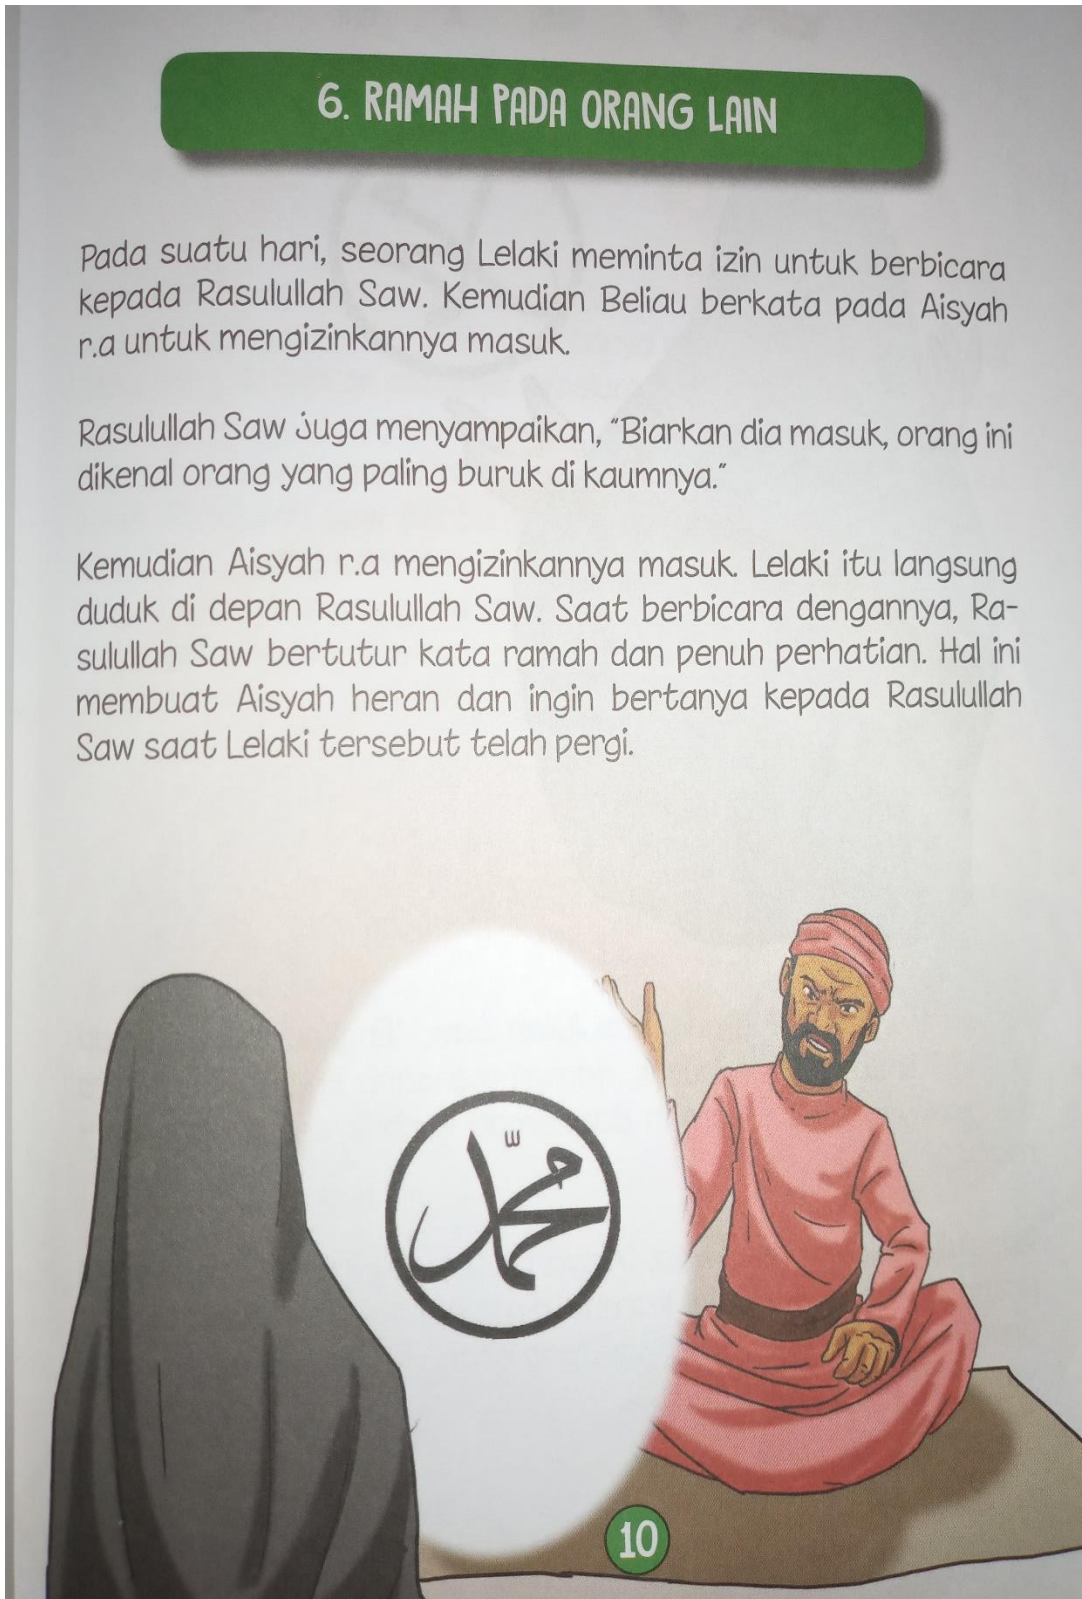 6. RAMAH PADA ORANG LAIN
Pada suatu hari, seorang Lelaki meminta izin untuk berbicara
kepada Rasulullah Saw. Kemudian Beliau berkata pada Aisyah
r.a untuk mengizinkannya masuk.
Rasulullah Saw juga menyampaikan, "Biarkan dia masuk, orang ini
dikenal orang yang paling buruk di kaumnya."
Kemudian Aisyah r.a mengizinkannya masuk. Lelaki itu langsung
duduk di depan Rasulullah Saw. Saat berbicara dengannya, Ra-
sulullah Saw bertutur kata ramah dan penuh perhatian. Hal ini
membuat Aisyah heran dan ingin bertanya kepada Rasulullah
Saw saat Lelaki tersebut telah pergi.
محمّد
10